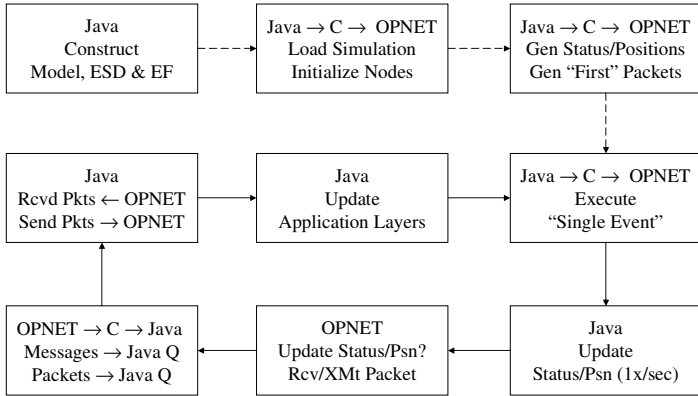 Java
Construct
Model, ESD & EF
Java → C → OPNET
Load Simulation
Initialize Nodes
Java → C → OPNET
Gen Status/Positions
Gen “First” Packets
Java
Rcvd Pkts ← OPNET
Send Pkts → OPNET
Java
Update
Application Layers
Java → C → OPNET
Execute
“Single Event”
OPNET → C → Java
Messages → Java Q
Packets → Java Q
OPNET
Update Status/Psn?
Rcv/XMt Packet
Java
Update
Status/Psn (1x/sec)